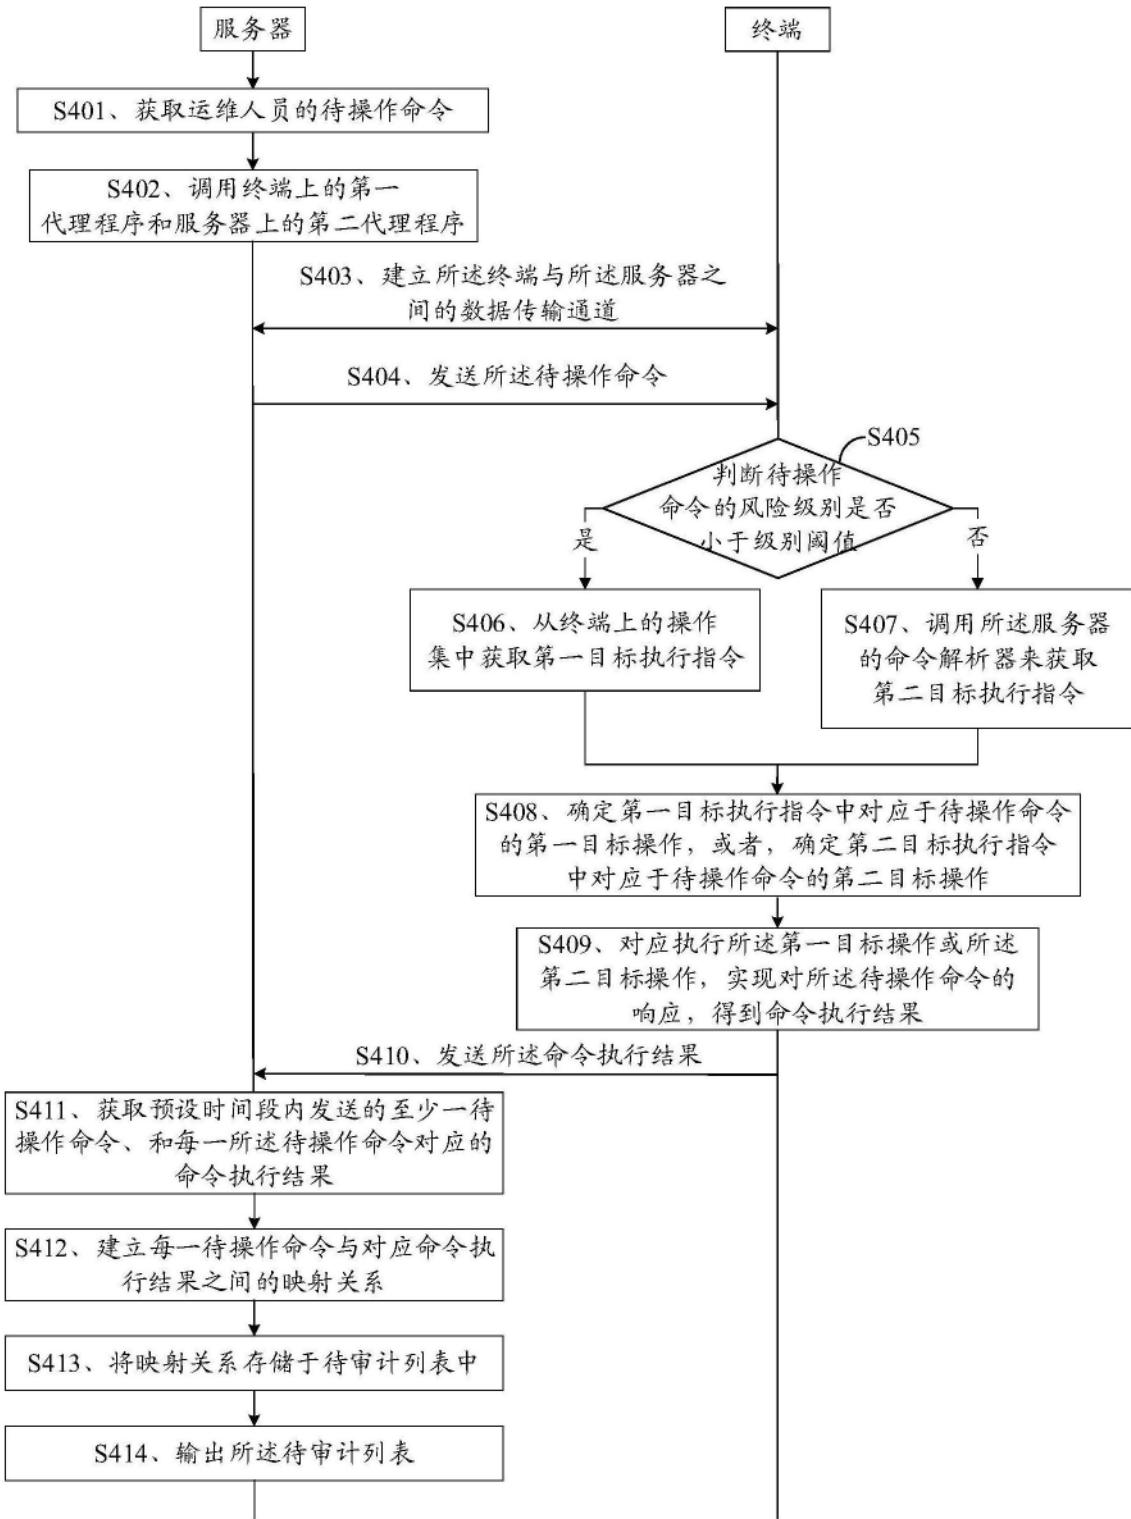 服务器
终端
S401、获取运维人员的待操作命令
S402、调用终端上的第一
代理程序和服务器上的第二代理程序
S403、建立所述终端与所述服务器之
间的数据传输通道
S404、发送所述待操作命令
S405
判断待操作
命令的风险级别是否
小于级别阈值
是
否
S406、从终端上的操作
集中获取第一目标执行指令
S407、调用所述服务器
的命令解析器来获取
第二目标执行指令
S408、确定第一目标执行指令中对应于待操作命令
的第一目标操作，或者，确定第二目标执行指令
中对应于待操作命令的第二目标操作
S409、对应执行所述第一目标操作或所述
第二目标操作，实现对所述待操作命令的
响应，得到命令执行结果
S410、发送所述命令执行结果
S411、获取预设时间段内发送的至少一待
操作命令、和每一所述待操作命令对应的
命令执行结果
S412、建立每一待操作命令与对应命令执
行结果之间的映射关系
S413、将映射关系存储于待审计列表中
S414、输出所述待审计列表